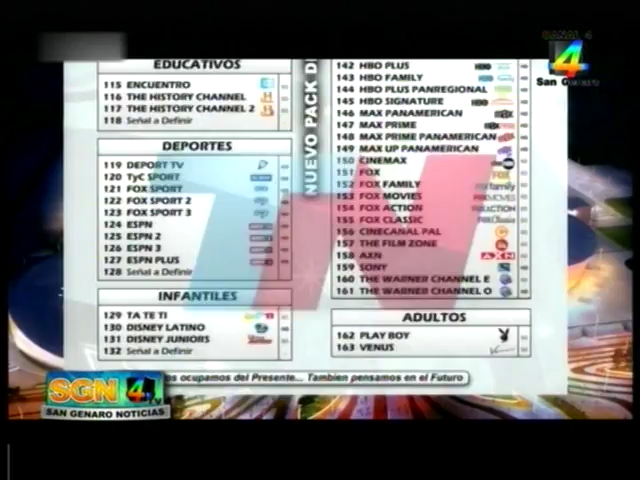 CANAL 4
4
San Genaro
EDUCATIVOS
115 ENCUENTRO
116 THE HISTORY CHANNEL
117 THE HISTORY CHANNEL 2
118 Señal a Definir
DEPORTES
119 DEPORT TV
120 TyC SPORT
121 FOX SPORT
122 FOX SPORT 2
123 FOX SPORT 3
124 ESPN
125 ESPN 2
126 ESPN 3
127 ESPN PLUS
128 Señal a Definir
INFANTILES
129 TA TE TI
130 DISNEY LATINO
131 DISNEY JUNIORS
132 Señal a Definir
NUEVO PACK D
142 HBO PLUS
143 HBO FAMILY
144 HBO PLUS PANREGIONAL
145 HBO SIGNATURE
146 MAX PANAMERICAN
147 MAX PRIME
148 MAX PRIME PANAMERICAN
149 MAX UP PANAMERICAN
150 CINEMAX
151 FOX
152 FOX FAMILY
153 FOX MOVIES
154 FOX ACTION
155 FOX CLASSIC
156 CINECANAL PAL
157 THE FILM ZONE
158 AXN AXN
159 SONY
160 THE WARNER CHANNEL E
161 THE WARNER CHANNEL O
ADULTOS
162 PLAY BOY
163 VENUS
os ocupamos del Presente... Tambien pensamos en el Futuro
SGN 4 TV
SAN GENARO NOTICIAS